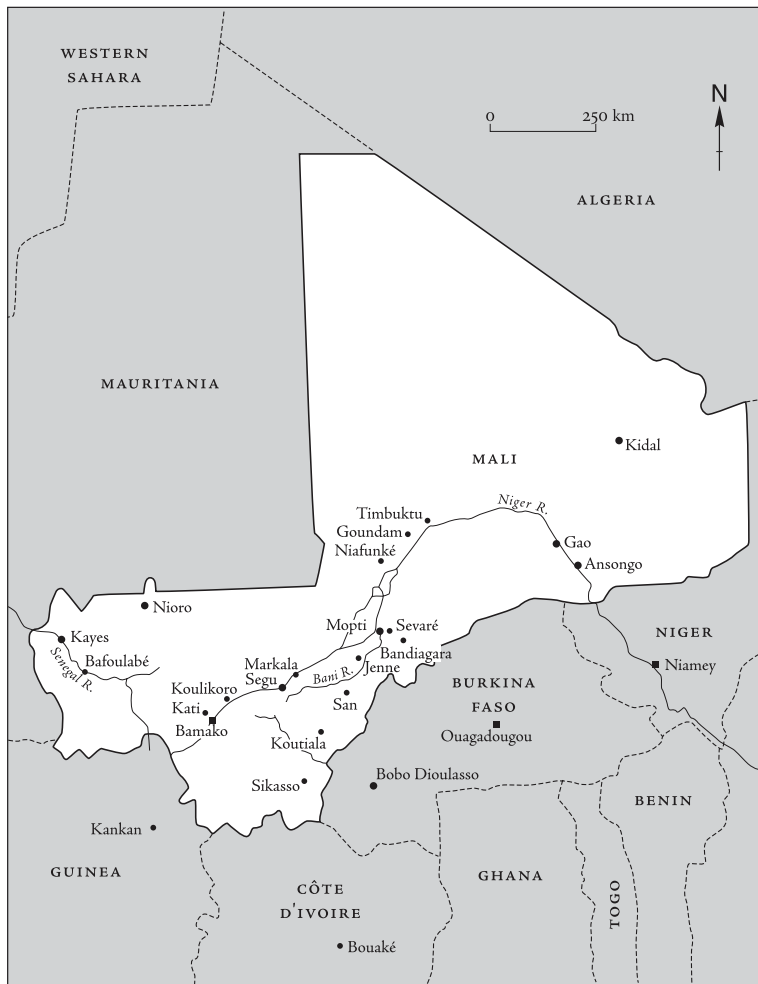 WESTERN
SAHARA
N
0 250 km
ALGERIA
MAURITANIA
Kidal
MALI
Niger R.
Timbuktu
Goundam
Niafunké
Gao
Ansongo
Nioro
Mopti
Sevaré
Kayes
NIGER
Bandiagara
Bafoulabé
Senegal R.
Markala
Jenne
Niamey
Segu
Bani R.
Koulikoro
BURKINA
FASO
San
Kati
Bamako
Ouagadougou
Koutiala
Bobo Dioulasso
Sikasso
BENIN
Kankan
GUINEA
GHANA
CÔTE
D'IVOIRE
TOGO
Bouaké